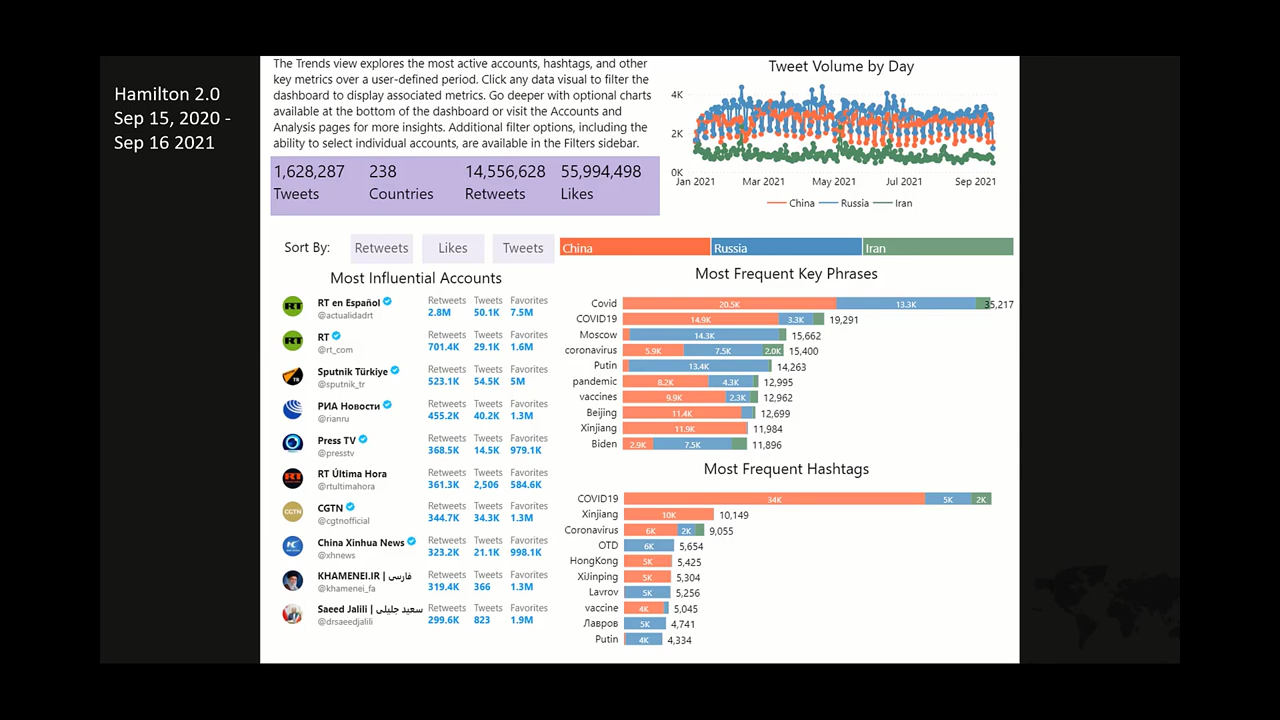 Hamilton 2.0
Sep 15, 2020 -
Sep 16 2021
The Trends view explores the most active accounts, hashtags, and other
key metrics over a user-defined period. Click any data visual to filter the
dashboard to display associated metrics. Go deeper with optional charts
available at the bottom of the dashboard or visit the Accounts and
Analysis pages for more insights. Additional filter options, including the
ability to select individual accounts, are available in the Filters sidebar.
1,628,287 238 14,556,628 55,994,498
Tweets Countries Retweets Likes
Tweet Volume by Day
4K
2K
0K
Jan 2021 Mar 2021 May 2021 Jul 2021 Sep 2021
China Russia Iran
Sort By: Retweets Likes Tweets
China Russia Iran
Most Influential Accounts
RT en Español Retweets Tweets Favorites
@actualidadrt 2.8M 50.1K 7.5M
RT Retweets Tweets Favorites
@rt_com 701.4K 29.1K 1.6M
Sputnik Türkiye Retweets Tweets Favorites
@sputnik_tr 523.1K 54.5K 5M
РИА Новости Retweets Tweets Favorites
@rianru 455.2K 40.2K 1.3M
Press TV Retweets Tweets Favorites
@presstv 368.5K 14.5K 979.1K
RT Última Hora Retweets Tweets Favorites
@rtultimahora 361.3K 2,506 584.6K
CGTN Retweets Tweets Favorites
@cgtnofficial 344.7K 34.3K 1.3M
China Xinhua News Retweets Tweets Favorites
@xhnews 323.2K 21.1K 998.1K
KHAMENEI.IR | فارسی Retweets Tweets Favorites
@khamenei_fa 319.4K 366 1.3M
Saeed Jalili | سعید جلیلی Retweets Tweets Favorites
@drsaeedjalili 299.6K 823 1.9M
Most Frequent Key Phrases
Covid 20.5K 13.3K 35,217
COVID19 14.9K 3.3K 19,291
Moscow 14.3K 15,662
coronavirus 5.9K 7.5K 2.0K 15,400
Putin 13.4K 14,263
pandemic 8.2K 4.3K 12,995
vaccines 9.9K 2.3K 12,962
Beijing 11.4K 12,699
Xinjiang 11.9K 11,984
Biden 2.9K 7.5K 11,896
Most Frequent Hashtags
COVID19 34K 5K 2K
Xinjiang 10K 10,149
Coronavirus 6K 2K 9,055
OTD 6K 5,654
HongKong 5K 5,425
XiJinping 5K 5,304
Lavrov 5K 5,256
vaccine 4K 5,045
Лавров 5K 4,741
Putin 4K 4,334